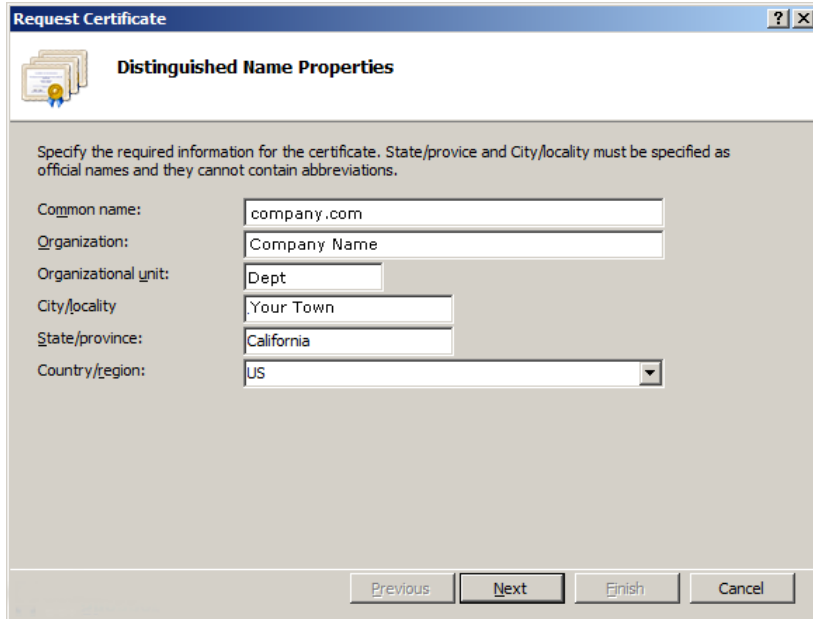 Request Certificate
Distinguished Name Properties
Specify the required information for the certificate. State/provice and City/locality must be specified as
official names and they cannot contain abbreviations.
Common name: company.com
Organization: Company Name
Organizational unit: Dept
City/locality .Your Town
State/province: California
Country/region: US
Previous Next Finish Cancel